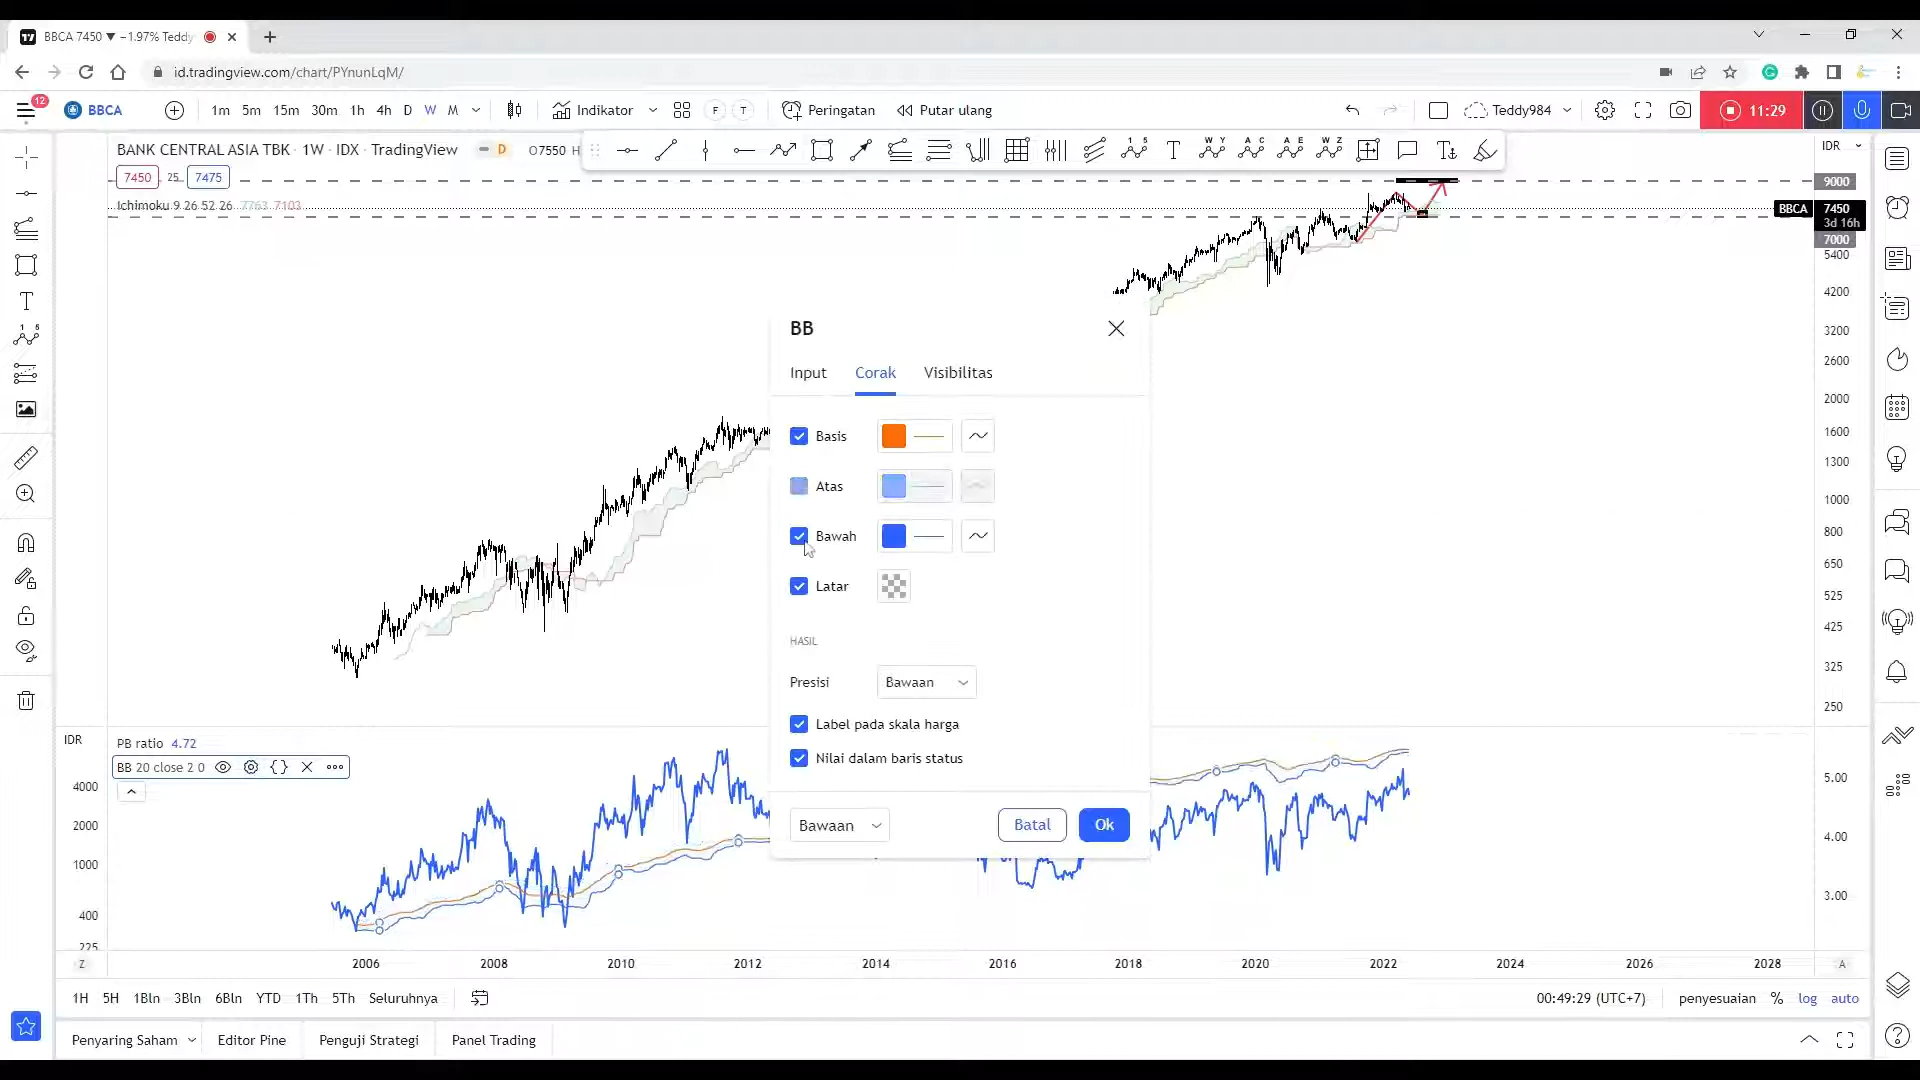 BBCA 7450 ▼ −1.97% Teddy
id.tradingview.com/chart/PYnunLqM/
12
BBCA
1m 5m 15m 30m 1h 4h D W M
Indikator
F T
Peringatan
Putar ulang
Teddy984
11:29
BANK CENTRAL ASIA TBK · 1W · IDX · TradingView
D
O7550 H
7450 25 7475
Ichimoku 9 26 52 26 7763 7103
IDR
9000
BBCA 7450
3d 16h
7000
5400
4200
3200
2600
2000
1600
1300
1000
800
650
525
425
325
250
BB
Input Corak Visibilitas
Basis
Atas
Bawah
Latar
HASIL
Presisi Bawaan
Label pada skala harga
Nilai dalam baris status
Bawaan Batal Ok
IDR
PB ratio 4.72
BB 20 close 2 0
4000
2000
1000
400
225
5.00
4.00
3.00
Z 2006 2008 2010 2012 2014 2016 2018 2020 2022 2024 2026 2028 A
1H 5H 1Bln 3Bln 6Bln YTD 1Th 5Th Seluruhnya
00:49:29 (UTC+7) penyesuaian % log auto
Penyaring Saham Editor Pine Penguji Strategi Panel Trading